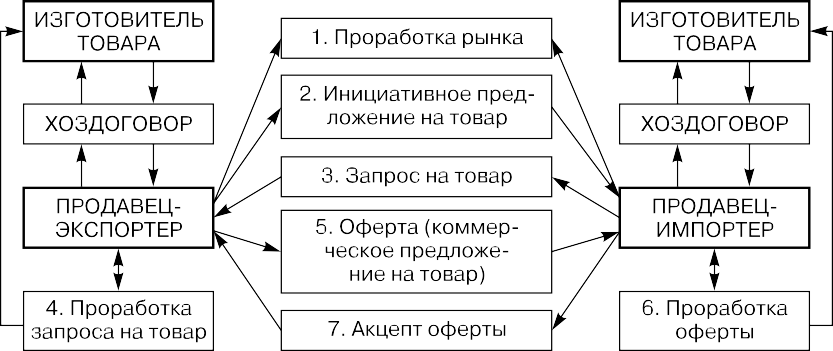 ИЗГОТОВИТЕЛЬ
ТОВАРА
ХОЗДОГОВОР
ПРОДАВЕЦ-
ЭКСПОРТЕР
4. Проработка
запроса на товар
1. Проработка рынка
2. Инициативное пред-
ложение на товар
3. Запрос на товар
5. Оферта (коммер-
ческое предложе-
ние на товар)
7. Акцепт оферты
ИЗГОТОВИТЕЛЬ
ТОВАРА
ХОЗДОГОВОР
ПРОДАВЕЦ-
ИМПОРТЕР
6. Проработка
оферты